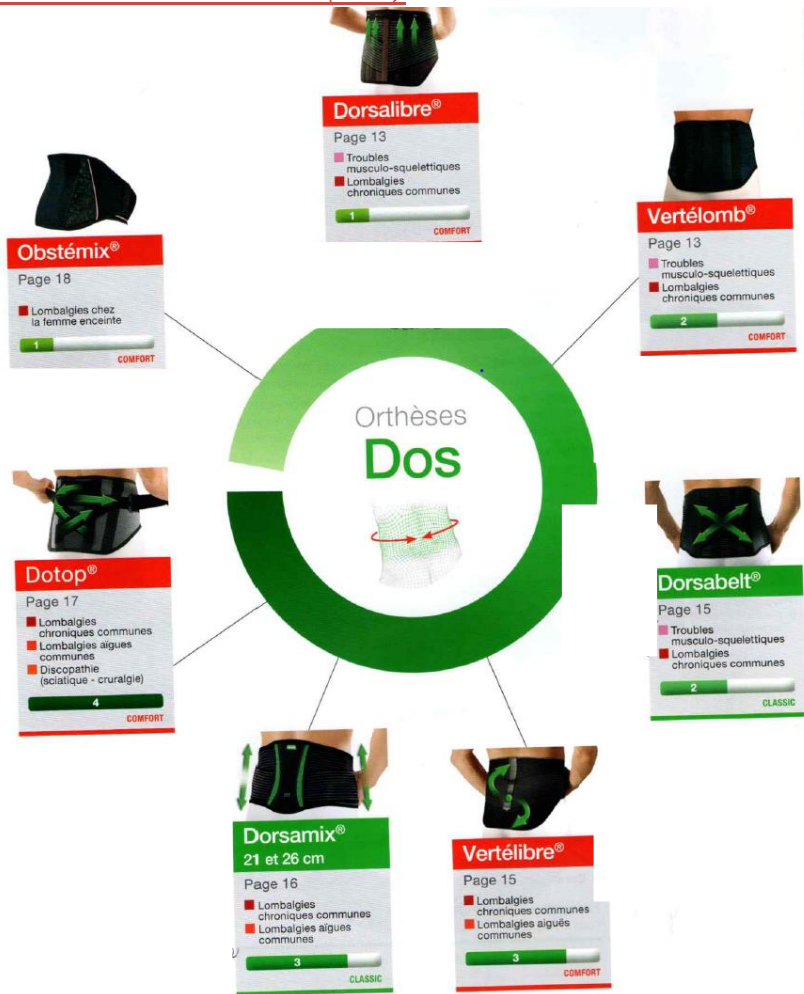 Dorsalibre®
Page 13
Troubles
musculo-squelettiques
Lombalgies
chroniques communes
1
COMFORT
Vertélomb®
Page 13
Troubles
musculo-squelettiques
Lombalgies
chroniques communes
2
COMFORT
Obstémix®
Page 18
Lombalgies chez
la femme enceinte
1
COMFORT
Orthèses
Dos
Dotop®
Page 17
Lombalgies
chroniques communes
Lombalgies aïgues
communes
Discopathie
(sciatique - cruralgie)
4
COMFORT
Dorsabelt®
Page 15
Troubles
musculo-squelettiques
Lombalgies
chroniques communes
2
CLASSIC
Dorsamix®
21 et 26 cm
Page 16
Lombalgies
chroniques communes
Lombalgies aïgues
communes
3
CLASSIC
Vertélibre®
Page 15
Lombalgies
chroniques communes
Lombalgies aiguës
communes
3
COMFORT